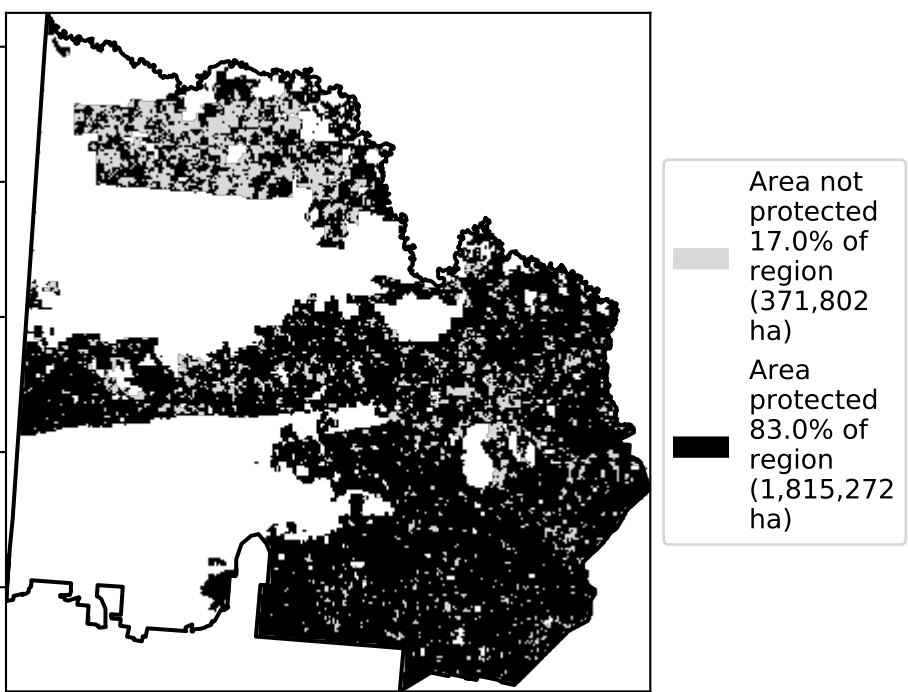 Area not
protected
17.0% of
region
(371,802
ha)
Area
protected
83.0% of
region
(1,815,272
ha)